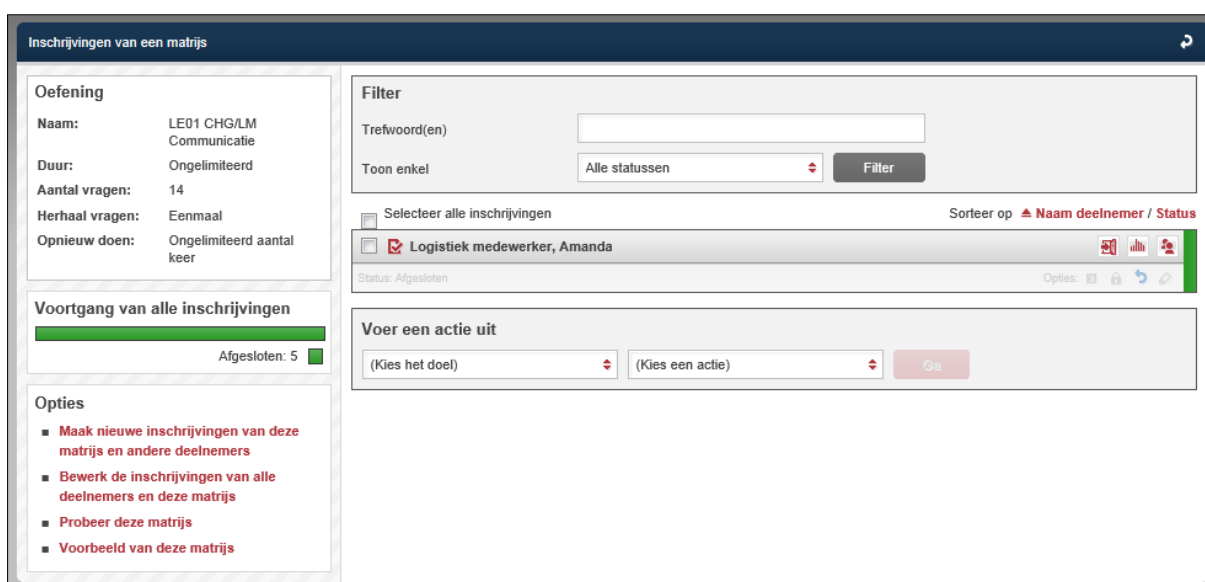 Inschrijvingen van een matrijs
Oefening
Naam: LE01 CHG/LM
Communicatie
Duur: Ongelimiteerd
Aantal vragen: 14
Herhaal vragen: Eenmaal
Opnieuw doen: Ongelimiteerd aantal
keer
Voortgang van alle inschrijvingen
Afgesloten: 5
Opties
Maak nieuwe inschrijvingen van deze
matrijs en andere deelnemers
Bewerk de inschrijvingen van alle
deelnemers en deze matrijs
Probeer deze matrijs
Voorbeeld van deze matrijs
Filter
Trefwoord(en)
Toon enkel Alle statussen Filter
Selecteer alle inschrijvingen Sorteer op Naam deelnemer / Status
Logistiek medewerker, Amanda
Status: Afgesloten Opties:
Voer een actie uit
(Kies het doel) (Kies een actie) Ga